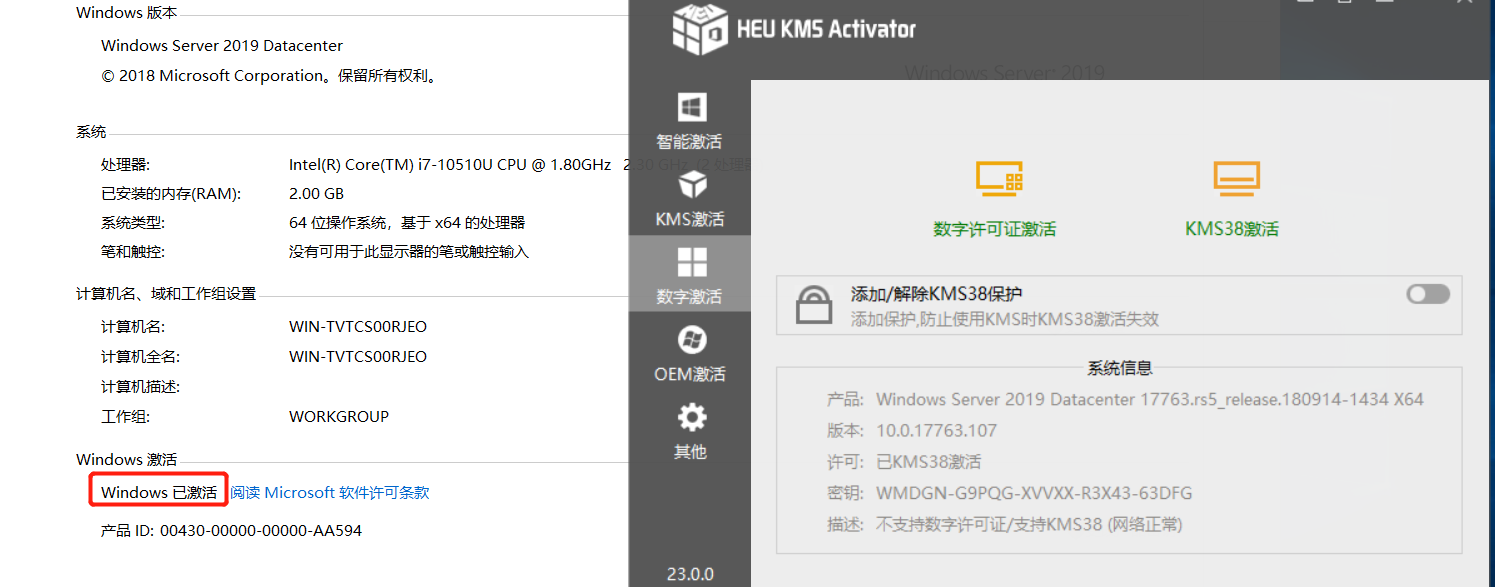 Windows 版本
Windows Server 2019 Datacenter
© 2018 Microsoft Corporation。保留所有权利。
系统
处理器: Intel(R) Core(TM) i7-10510U CPU @ 1.80GHz 2.30 GHz (2 处理器
已安装的内存(RAM): 2.00 GB
系统类型: 64 位操作系统，基于 x64 的处理器
笔和触控: 没有可用于此显示器的笔或触控输入
计算机名、域和工作组设置
计算机名: WIN-TVTCS00RJEO
计算机全名: WIN-TVTCS00RJEO
计算机描述:
工作组: WORKGROUP
Windows 激活
Windows 已激活 阅读 Microsoft 软件许可条款
产品 ID: 00430-00000-00000-AA594
HEU KMS Activator
Windows Server 2019
智能激活
KMS激活
数字激活
OEM激活
其他
23.0.0
数字许可证激活
KMS38激活
添加/解除KMS38保护
添加保护,防止使用KMS时KMS38激活失效
系统信息
产品: Windows Server 2019 Datacenter 17763.rs5_release.180914-1434 X64
版本: 10.0.17763.107
许可: 已KMS38激活
密钥: WMDGN-G9PQG-XVVXX-R3X43-63DFG
描述: 不支持数字许可证/支持KMS38 (网络正常)